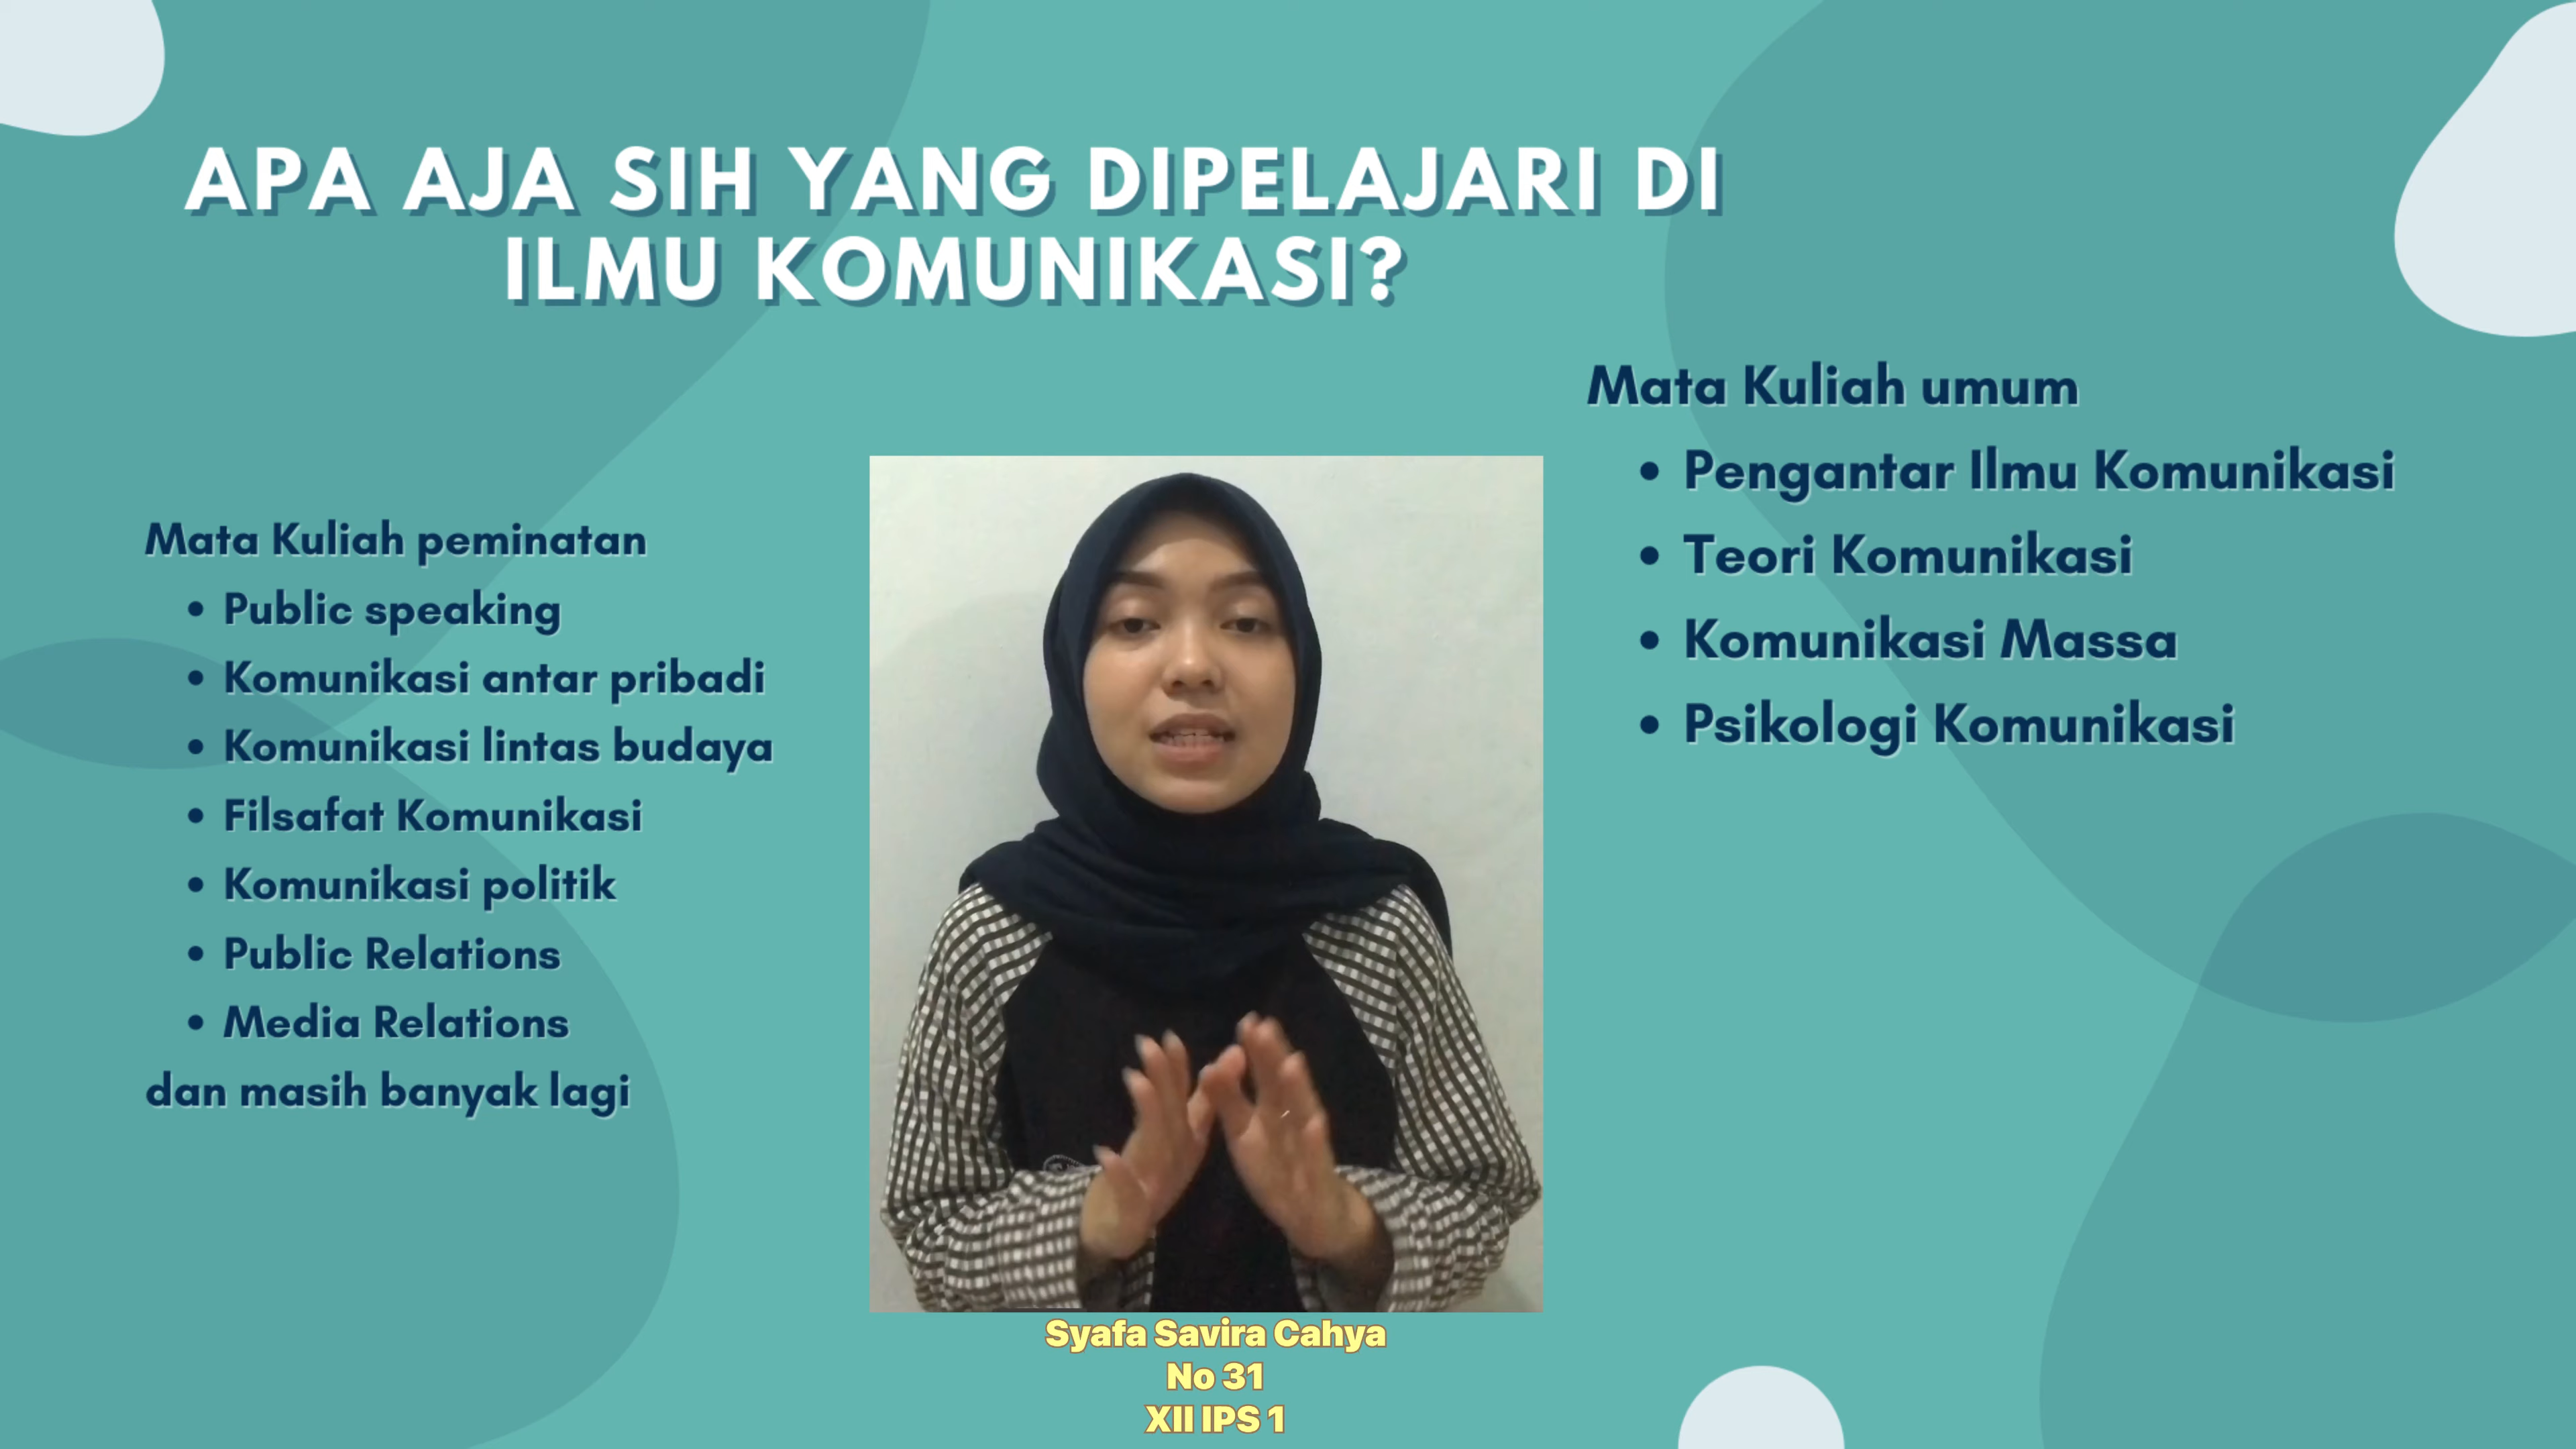 APA AJA SIH YANG DIPELAJARI DI
ILMU KOMUNIKASI?
Mata Kuliah peminatan
• Public speaking
• Komunikasi antar pribadi
• Komunikasi lintas budaya
• Filsafat Komunikasi
• Komunikasi politik
• Public Relations
• Media Relations
dan masih banyak lagi
Mata Kuliah umum
• Pengantar Ilmu Komunikasi
• Teori Komunikasi
• Komunikasi Massa
• Psikologi Komunikasi
Syafa Savira Cahya
No 31
XII IPS 1